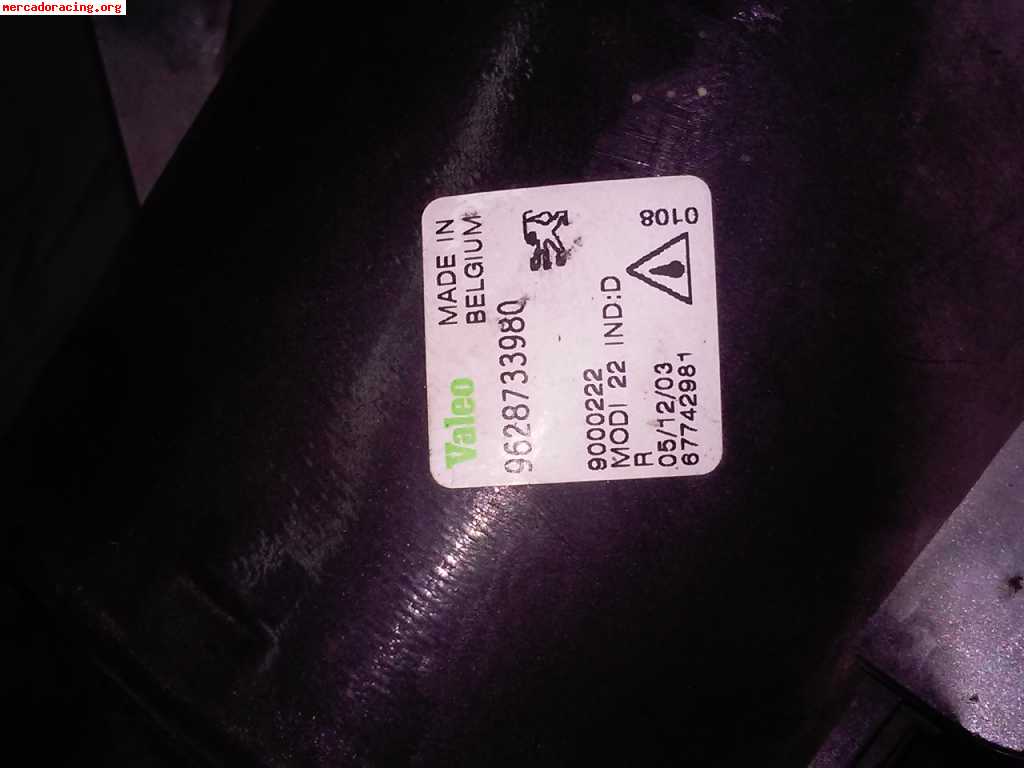 mercadoracing.org
MADE IN
BELGIUM
Valeo
9628733980
9000222
MODI 22 IND:D
R
05/12/03
67742981
0108